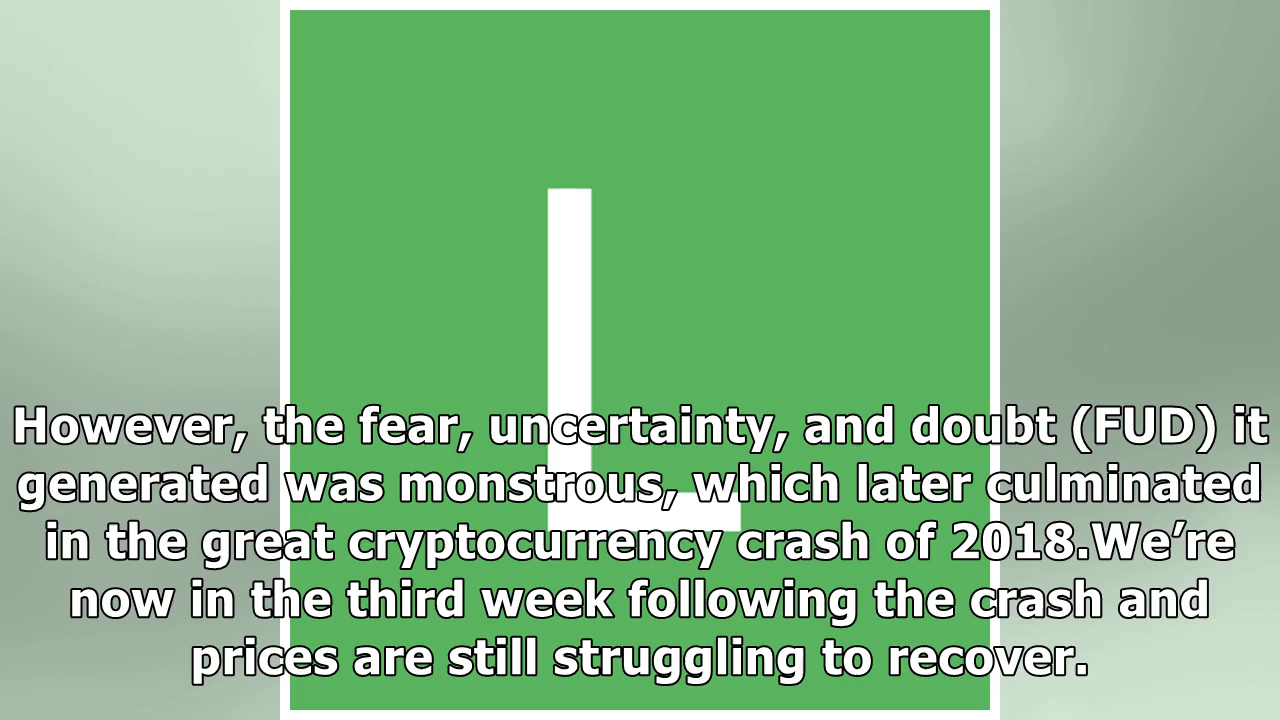 L
However, the fear, uncertainty, and doubt (FUD) it
generated was monstrous, which later culminated
in the great cryptocurrency crash of 2018.We’re
now in the third week following the crash and
prices are still struggling to recover.